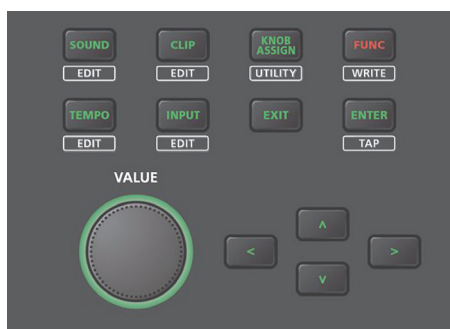 SOUND CLIP KNOB ASSIGN FUNC
EDIT EDIT UTILITY WRITE
TEMPO INPUT EXIT ENTER
EDIT EDIT TAP
VALUE
^
< >
v